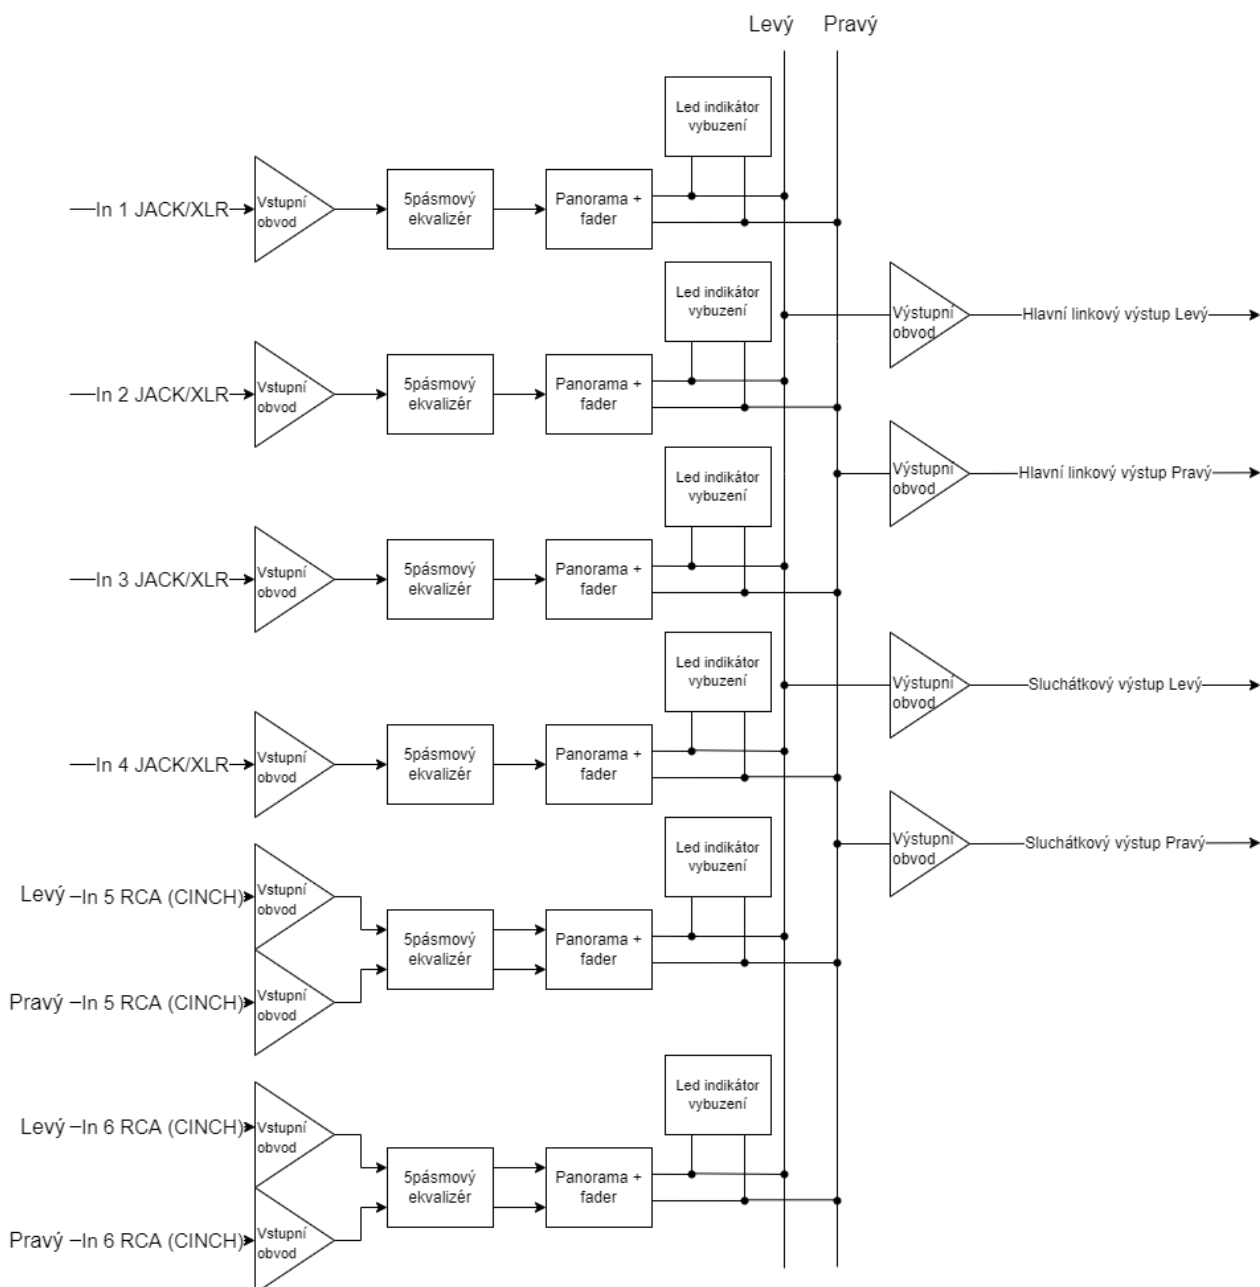 Levý Pravý
Led indikátor
vybuzení
In 1 JACK/XLR
Vstupní
obvod
5pásmový
ekvalizér
Panorama +
fader
Led indikátor
vybuzení
Výstupní
obvod
Hlavní linkový výstup Levý
In 2 JACK/XLR
Vstupní
obvod
5pásmový
ekvalizér
Panorama +
fader
Led indikátor
vybuzení
Výstupní
obvod
Hlavní linkový výstup Pravý
In 3 JACK/XLR
Vstupní
obvod
5pásmový
ekvalizér
Panorama +
fader
Led indikátor
vybuzení
Výstupní
obvod
Sluchátkový výstup Levý
In 4 JACK/XLR
Vstupní
obvod
5pásmový
ekvalizér
Panorama +
fader
Led indikátor
vybuzení
Výstupní
obvod
Sluchátkový výstup Pravý
Levý In 5 RCA (CINCH)
Vstupní
obvod
5pásmový
ekvalizér
Panorama +
fader
Pravý In 5 RCA (CINCH)
Vstupní
obvod
Led indikátor
vybuzení
Levý In 6 RCA (CINCH)
Vstupní
obvod
5pásmový
ekvalizér
Panorama +
fader
Pravý In 6 RCA (CINCH)
Vstupní
obvod